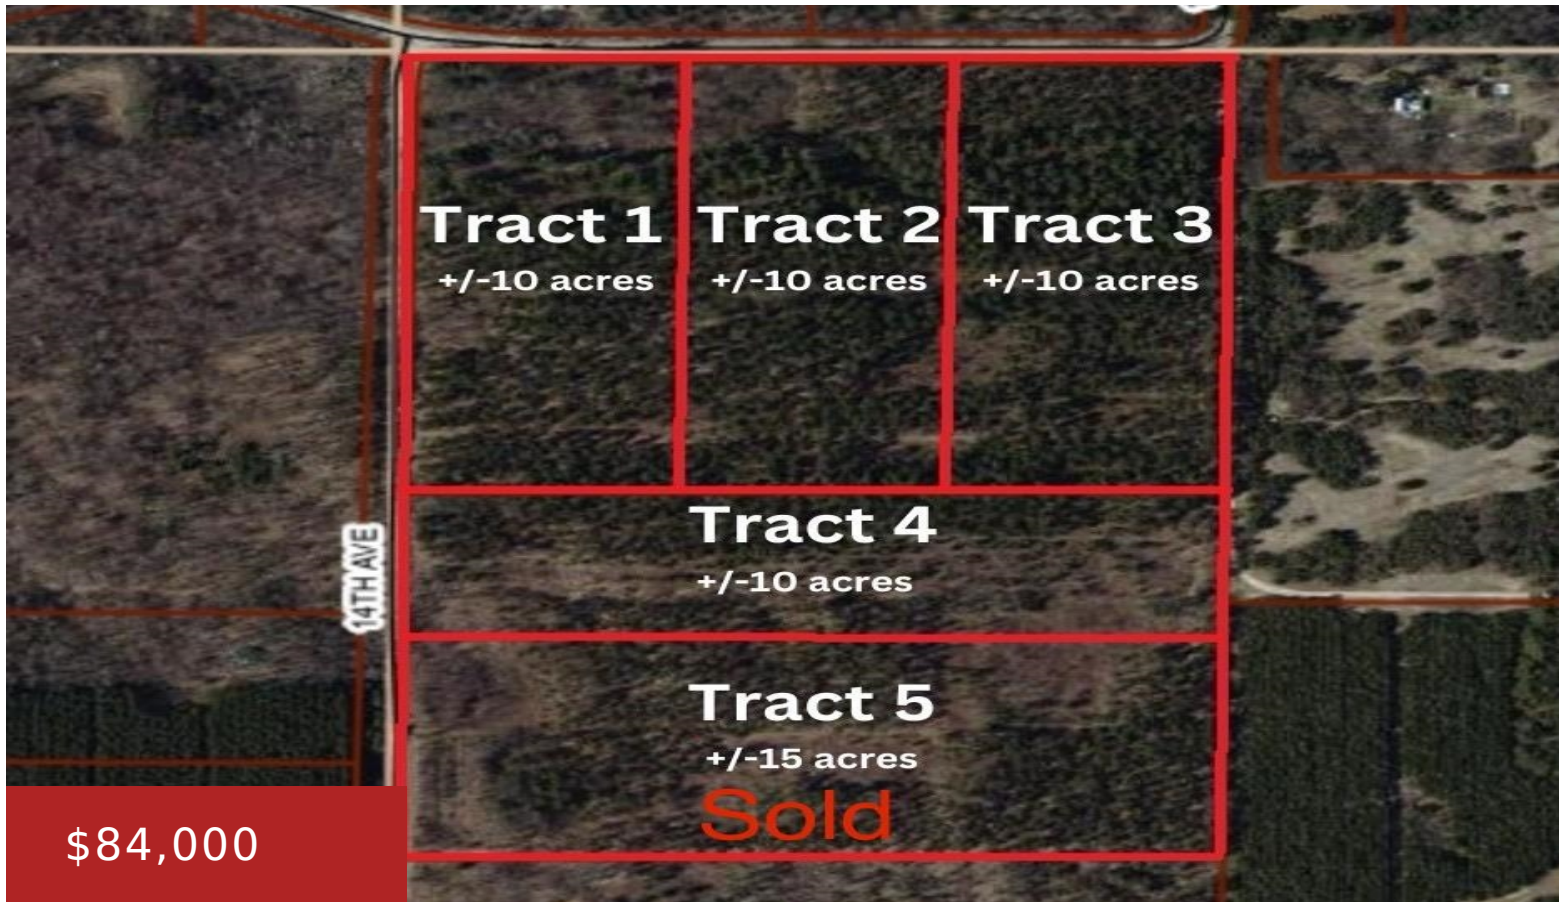 Tract 1
+/-10 acres
Tract 2
+/-10 acres
Tract 3
+/-10 acres
Tract 4
+/-10 acres
14TH AVE
Tract 5
+/-15 acres
Sold
$84,000